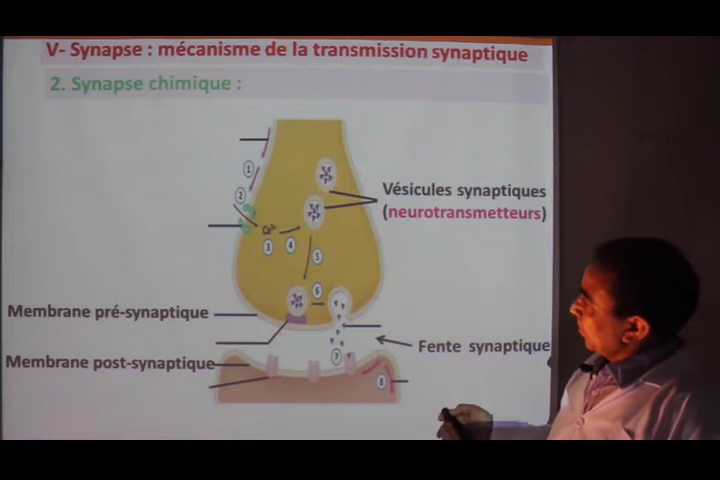 V- Synapse : mécanisme de la transmission synaptique
2. Synapse chimique :
1
2
Vésicules synaptiques
(neurotransmetteurs)
Ca²⁺
3
4
5
6
Membrane pré-synaptique
Fente synaptique
7
Membrane post-synaptique
8